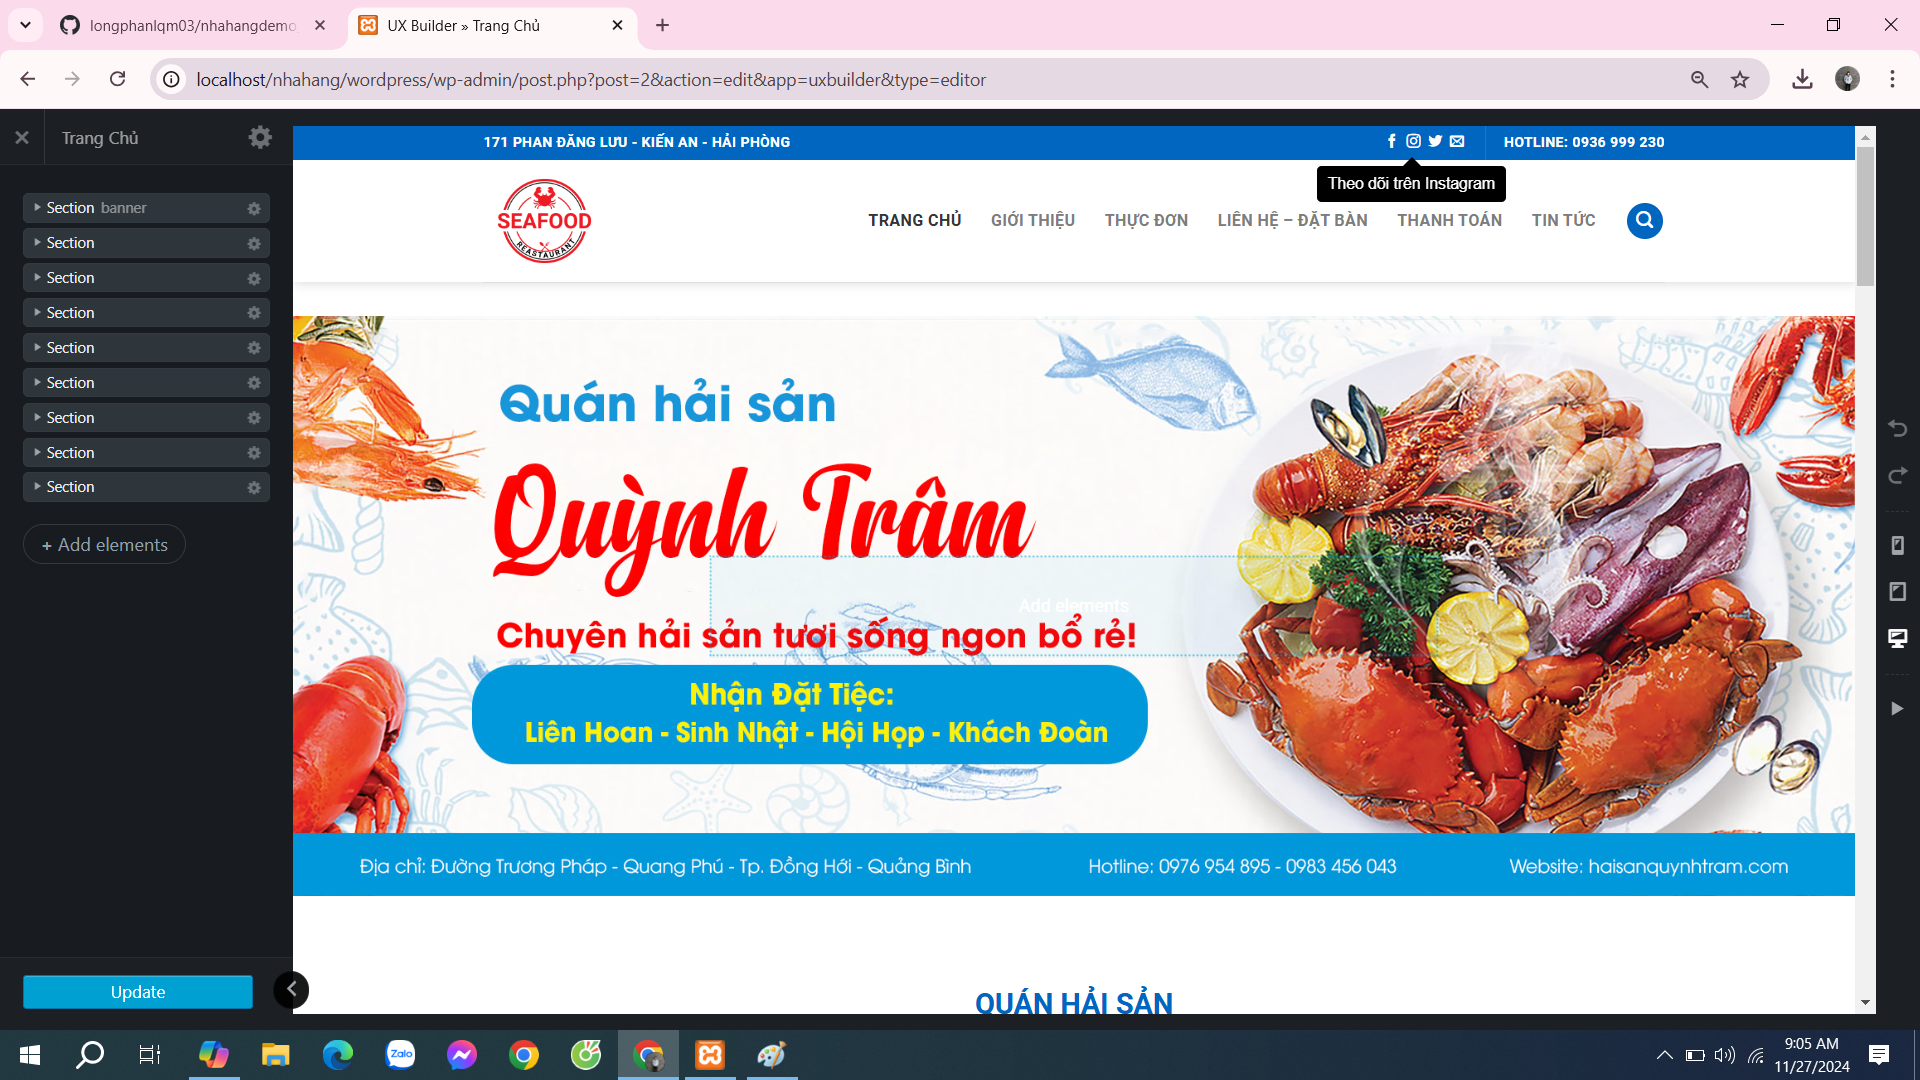 longphanlqm03/nhahangdemo
UX Builder » Trang Chủ
localhost/nhahang/wordpress/wp-admin/post.php?post=2&action=edit&app=uxbuilder&type=editor
Trang Chủ
Section banner
Section
Section
Section
Section
Section
Section
Section
Section
+ Add elements
Update
171 PHAN ĐĂNG LƯU - KIẾN AN - HẢI PHÒNG
HOTLINE: 0936 999 230
Theo dõi trên Instagram
SEAFOOD
REASTAURANT
TRANG CHỦ
GIỚI THIỆU
THỰC ĐƠN
LIÊN HỆ – ĐẶT BÀN
THANH TOÁN
TIN TỨC
Quán hải sản
Quỳnh Trâm
Add elements
Chuyên hải sản tươi sống ngon bổ rẻ!
Nhận Đặt Tiệc:
Liên Hoan - Sinh Nhật - Hội Họp - Khách Đoàn
Địa chỉ: Đường Trương Pháp - Quang Phú - Tp. Đồng Hới - Quảng Bình
Hotline: 0976 954 895 - 0983 456 043
Website: haisanquynhtram.com
QUÁN HẢI SẢN
Zalo
9:05 AM
11/27/2024